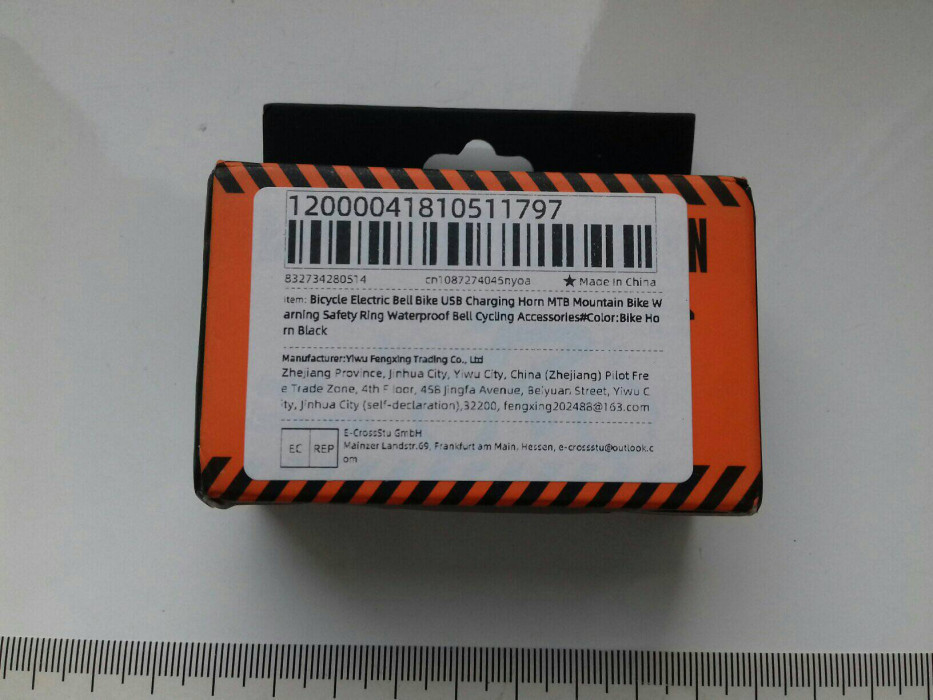 12000041810511797
832734280514 cn1087274045nyoa ★ Made In China
Item: Bicycle Electric Bell Bike USB Charging Horn MTB Mountain Bike W
arning Safety Ring Waterproof Bell Cycling Accessories#Color:Bike Ho
rn Black
Manufacturer:Yiwu Fengxing Trading Co., Ltd
Zhejiang Province, Jinhua City, Yiwu City, China (Zhejiang) Pilot Fre
e Trade Zone, 4th Floor, 458 Jingfa Avenue, Beiyuan Street, Yiwu C
ity, Jinhua City (self-declaration),32200, fengxing202488@163.com
EC REP
E-CrossStu GmbH
Mainzer Landstr.69, Frankfurt am Main, Hessen, e-crossstu@outlook.c
om
N